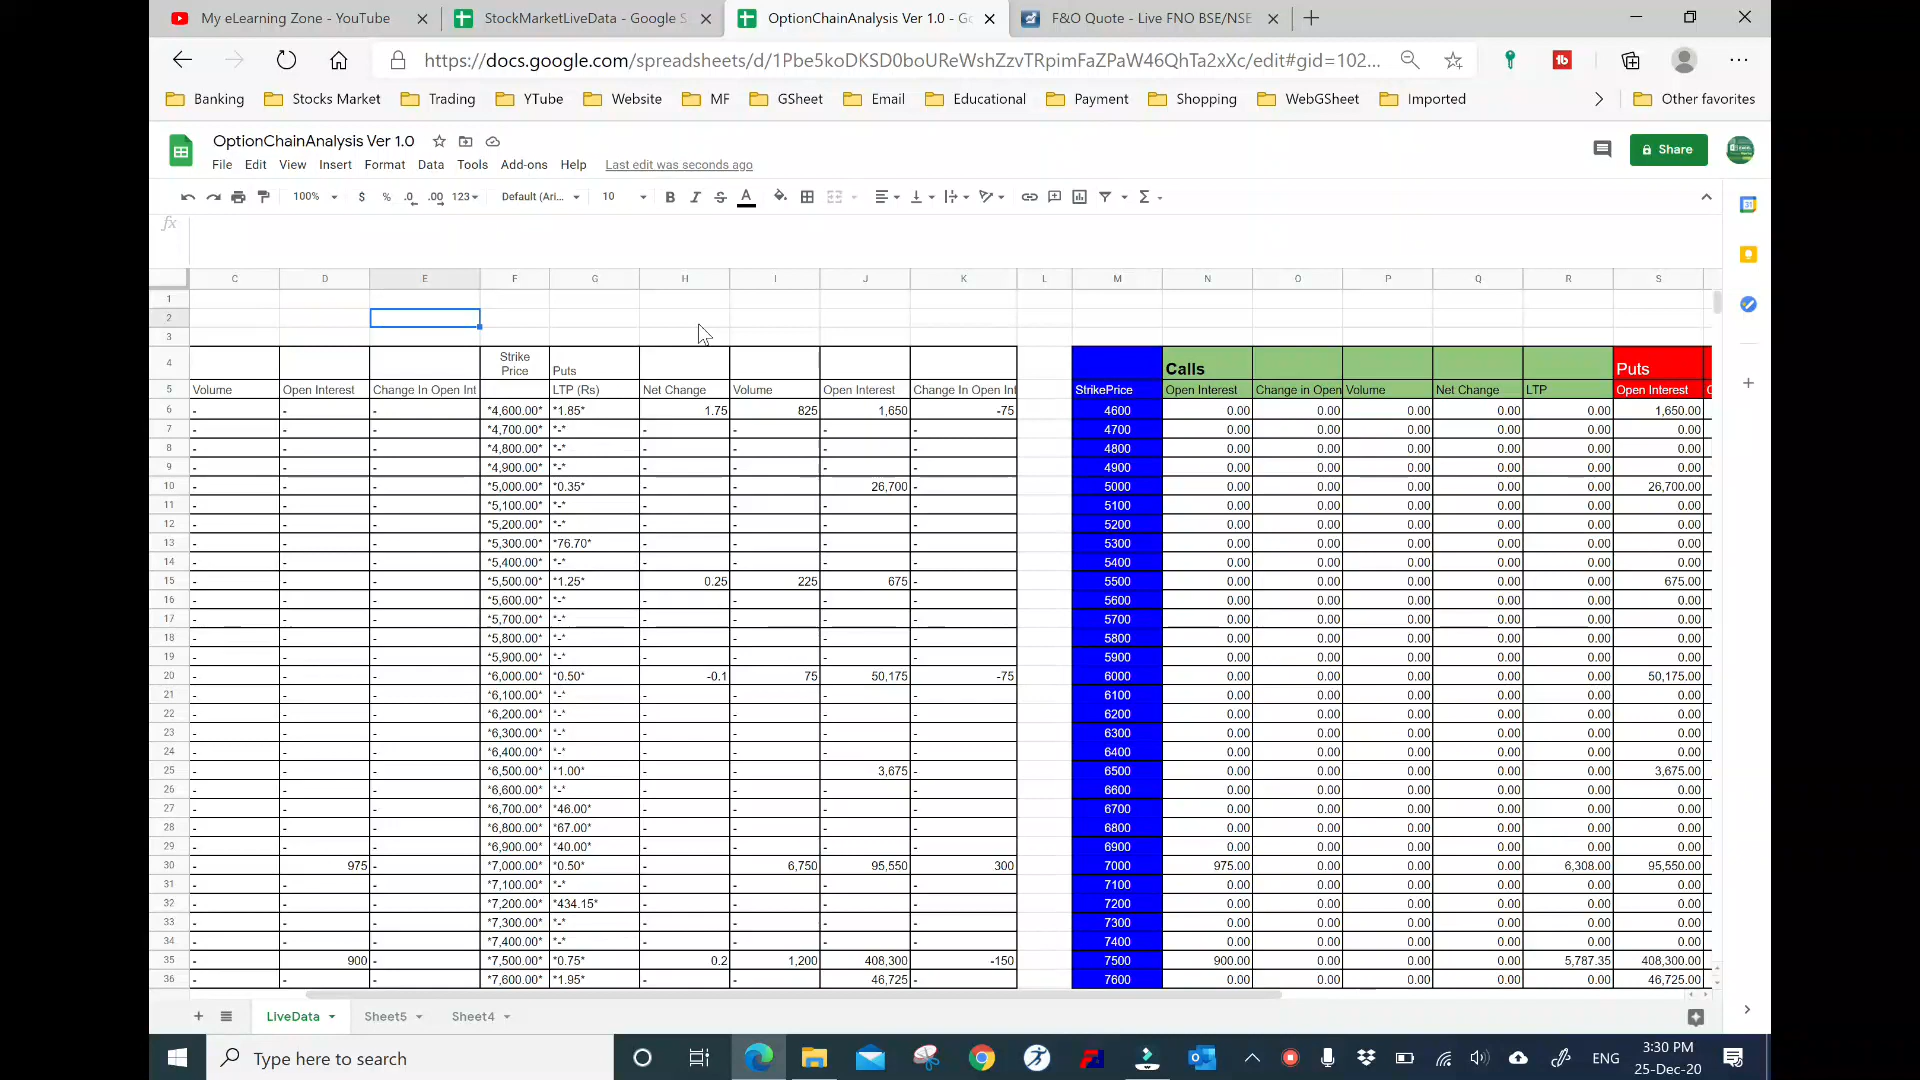 My eLearning Zone - YouTube StockMarketLiveData - Google S OptionChainAnalysis Ver 1.0 - Go F&O Quote - Live FNO BSE/NSE
https://docs.google.com/spreadsheets/d/1Pbe5koDKSD0boUReWshZzvTRpimFaZPaW46QhTa2xXc/edit#gid=102...
Banking Stocks Market Trading YTube Website MF GSheet Email Educational Payment Shopping WebGSheet Imported Other favorites
OptionChainAnalysis Ver 1.0
File Edit View Insert Format Data Tools Add-ons Help Last edit was seconds ago
Share
100% $ % .0 .00 123 Default (Ari... 10 B I S A Σ
fx
C D E F G H I J K L M N O P Q R S
1
2
3
4 Strike Price Puts Calls Puts
5 Volume Open Interest Change In Open Int LTP (Rs) Net Change Volume Open Interest Change In Open Int StrikePrice Open Interest Change in Open Volume Net Change LTP Open Interest C
6 - - - *4,600.00* *1.85* 1.75 825 1,650 -75 4600 0.00 0.00 0.00 0.00 0.00 1,650.00
7 - - - *4,700.00* *-* - - - - 4700 0.00 0.00 0.00 0.00 0.00 0.00
8 - - - *4,800.00* *-* - - - - 4800 0.00 0.00 0.00 0.00 0.00 0.00
9 - - - *4,900.00* *-* - - - - 4900 0.00 0.00 0.00 0.00 0.00 0.00
10 - - - *5,000.00* *0.35* - - 26,700 - 5000 0.00 0.00 0.00 0.00 0.00 26,700.00
11 - - - *5,100.00* *-* - - - - 5100 0.00 0.00 0.00 0.00 0.00 0.00
12 - - - *5,200.00* *-* - - - - 5200 0.00 0.00 0.00 0.00 0.00 0.00
13 - - - *5,300.00* *76.70* - - - - 5300 0.00 0.00 0.00 0.00 0.00 0.00
14 - - - *5,400.00* *-* - - - - 5400 0.00 0.00 0.00 0.00 0.00 0.00
15 - - - *5,500.00* *1.25* 0.25 225 675 - 5500 0.00 0.00 0.00 0.00 0.00 675.00
16 - - - *5,600.00* *-* - - - - 5600 0.00 0.00 0.00 0.00 0.00 0.00
17 - - - *5,700.00* *-* - - - - 5700 0.00 0.00 0.00 0.00 0.00 0.00
18 - - - *5,800.00* *-* - - - - 5800 0.00 0.00 0.00 0.00 0.00 0.00
19 - - - *5,900.00* *-* - - - - 5900 0.00 0.00 0.00 0.00 0.00 0.00
20 - - - *6,000.00* *0.50* -0.1 75 50,175 -75 6000 0.00 0.00 0.00 0.00 0.00 50,175.00
21 - - - *6,100.00* *-* - - - - 6100 0.00 0.00 0.00 0.00 0.00 0.00
22 - - - *6,200.00* *-* - - - - 6200 0.00 0.00 0.00 0.00 0.00 0.00
23 - - - *6,300.00* *-* - - - - 6300 0.00 0.00 0.00 0.00 0.00 0.00
24 - - - *6,400.00* *-* - - - - 6400 0.00 0.00 0.00 0.00 0.00 0.00
25 - - - *6,500.00* *1.00* - - 3,675 - 6500 0.00 0.00 0.00 0.00 0.00 3,675.00
26 - - - *6,600.00* *-* - - - - 6600 0.00 0.00 0.00 0.00 0.00 0.00
27 - - - *6,700.00* *46.00* - - - - 6700 0.00 0.00 0.00 0.00 0.00 0.00
28 - - - *6,800.00* *67.00* - - - - 6800 0.00 0.00 0.00 0.00 0.00 0.00
29 - - - *6,900.00* *40.00* - - - - 6900 0.00 0.00 0.00 0.00 0.00 0.00
30 - 975 - *7,000.00* *0.50* - 6,750 95,550 300 7000 975.00 0.00 0.00 0.00 6,308.00 95,550.00
31 - - - *7,100.00* *-* - - - - 7100 0.00 0.00 0.00 0.00 0.00 0.00
32 - - - *7,200.00* *434.15* - - - - 7200 0.00 0.00 0.00 0.00 0.00 0.00
33 - - - *7,300.00* *-* - - - - 7300 0.00 0.00 0.00 0.00 0.00 0.00
34 - - - *7,400.00* *-* - - - - 7400 0.00 0.00 0.00 0.00 0.00 0.00
35 - 900 - *7,500.00* *0.75* 0.2 1,200 408,300 -150 7500 900.00 0.00 0.00 0.00 5,787.35 408,300.00
36 - - - *7,600.00* *1.95* - - 46,725 - 7600 0.00 0.00 0.00 0.00 0.00 46,725.00
LiveData Sheet5 Sheet4
Type here to search ENG 3:30 PM
25-Dec-20